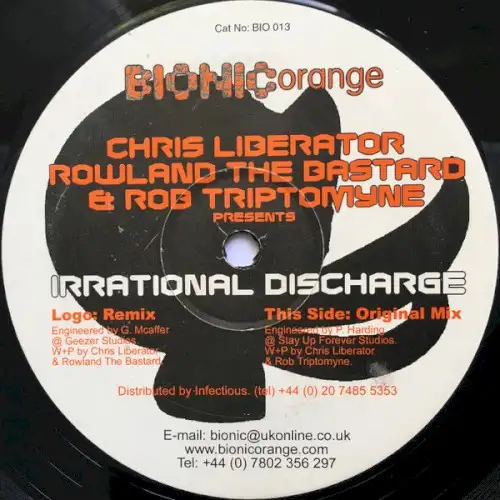 Cat No: BIO 013
BIONIC orange
CHRIS LIBERATOR
ROWLAND THE BASTARD
& ROB TRIPTOMYNE
PRESENTS
IRRATIONAL DISCHARGE
Logo: Remix
Engineered by G. Mcaffer
@ Geezer Studios.
W+P by Chris Liberator
& Rowland The Bastard.
This Side: Original Mix
Engineered by P. Harding
@ Stay Up Forever Studios.
W+P by Chris Liberator
& Rob Triptomyne.
Distributed by Infectious. (tel) +44 (0) 20 7485 5353
E-mail: bionic@ukonline.co.uk
www.bionicorange.com
Tel: +44 (0) 7802 356 297